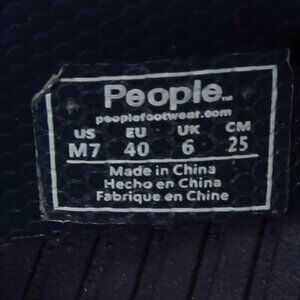 People™
peoplefootwear.com
US EU UK CM
M7 40 6 25
Made in China
Hecho en China
Fabrique en Chine